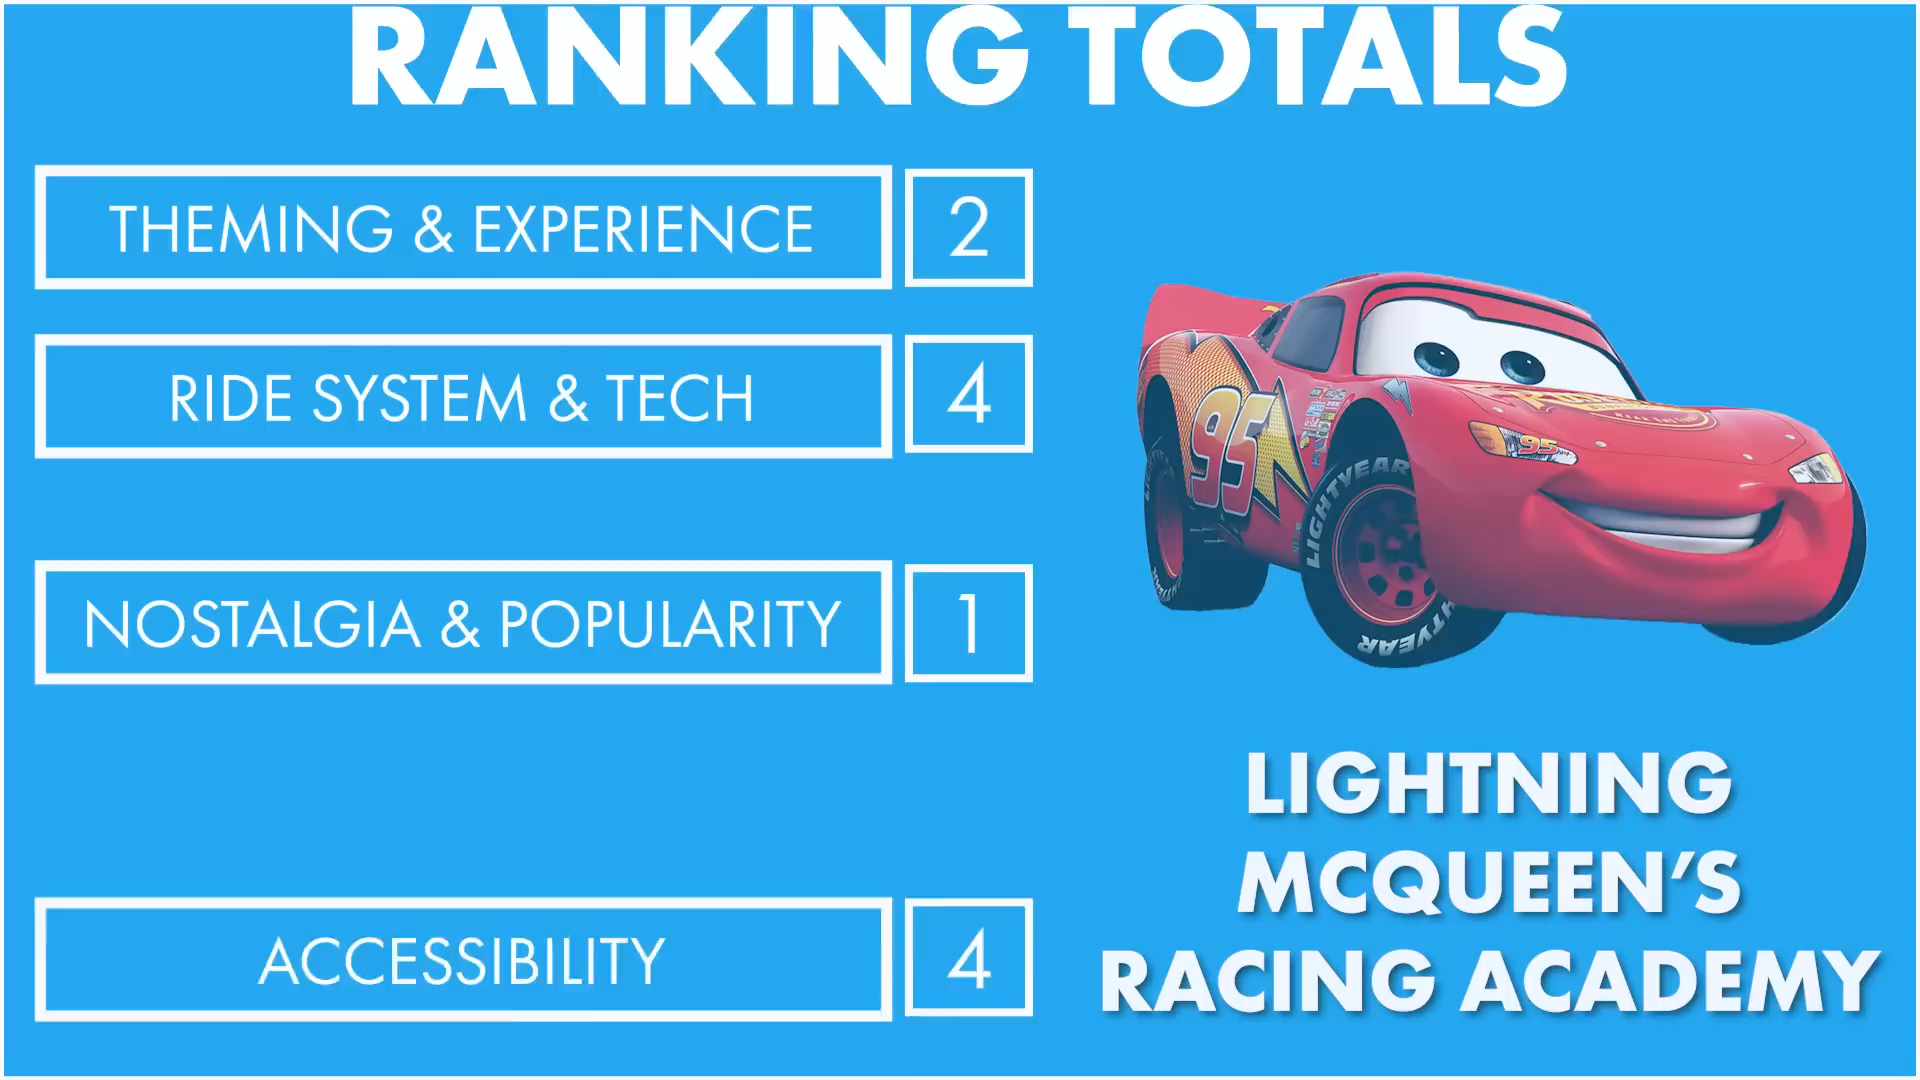 RANKING TOTALS
THEMING & EXPERIENCE 2
RIDE SYSTEM & TECH 4
NOSTALGIA & POPULARITY 1
ACCESSIBILITY 4
95
95
LIGHTYEAR
LIGHTNING
MCQUEEN’S
RACING ACADEMY